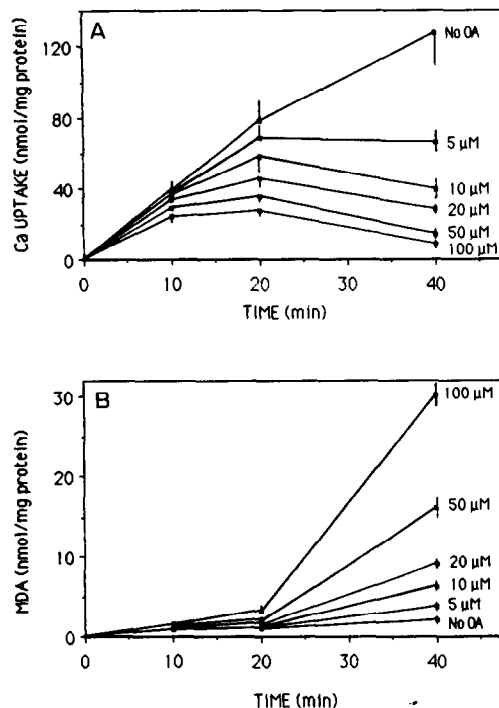 A
Ca UPTAKE (nmol/mg protein)
120
80
40
0
0 10 20 30 40
TIME (min)
No OA
5 µM
10 µM
20 µM
50 µM
100 µM
B
MDA (nmol/mg protein)
30
20
10
0
0 10 20 30 40
TIME (min)
100 µM
50 µM
20 µM
10 µM
5 µM
No OA